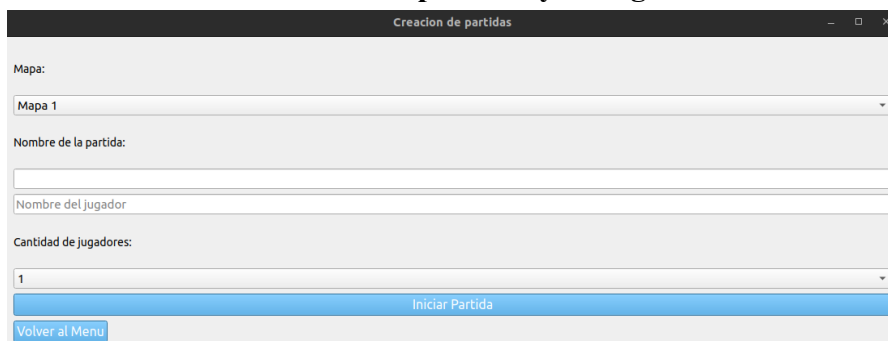 Creacion de partidas
Mapa:
Mapa 1
Nombre de la partida:
Nombre del jugador
Cantidad de jugadores:
1
Iniciar Partida
Volver al Menu